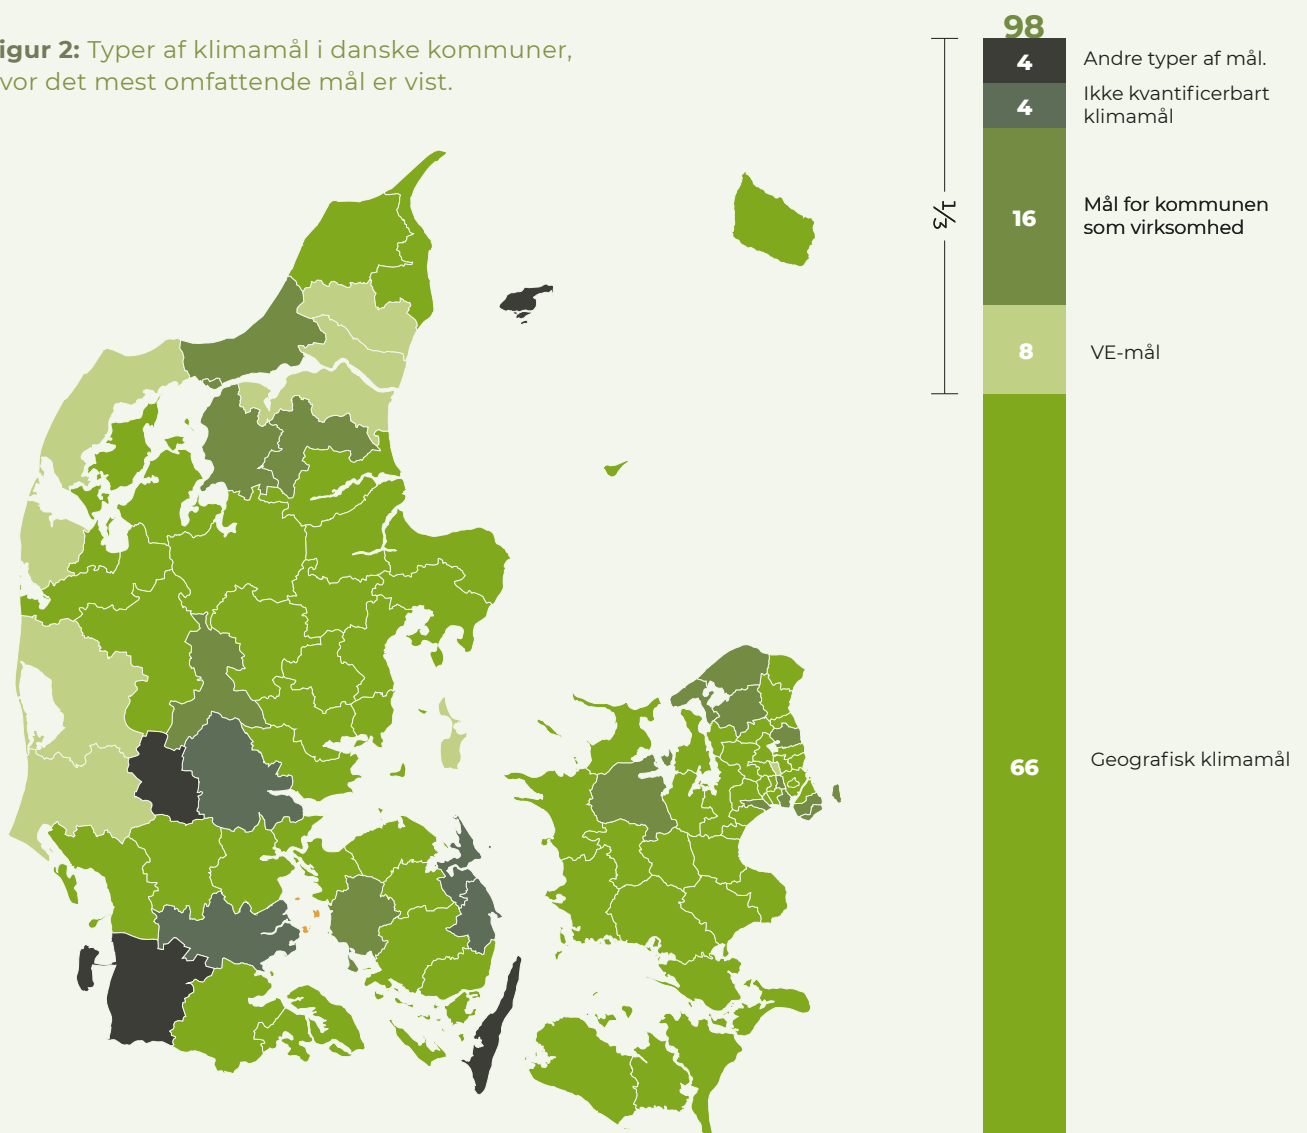 igur 2: Typer af klimamål i danske kommuner,
vor det mest omfattende mål er vist.
98
4
Andre typer af mål.
4
Ikke kvantificerbart
klimamål
1/3
16
Mål for kommunen
som virksomhed
8
VE-mål
66
Geografisk klimamål